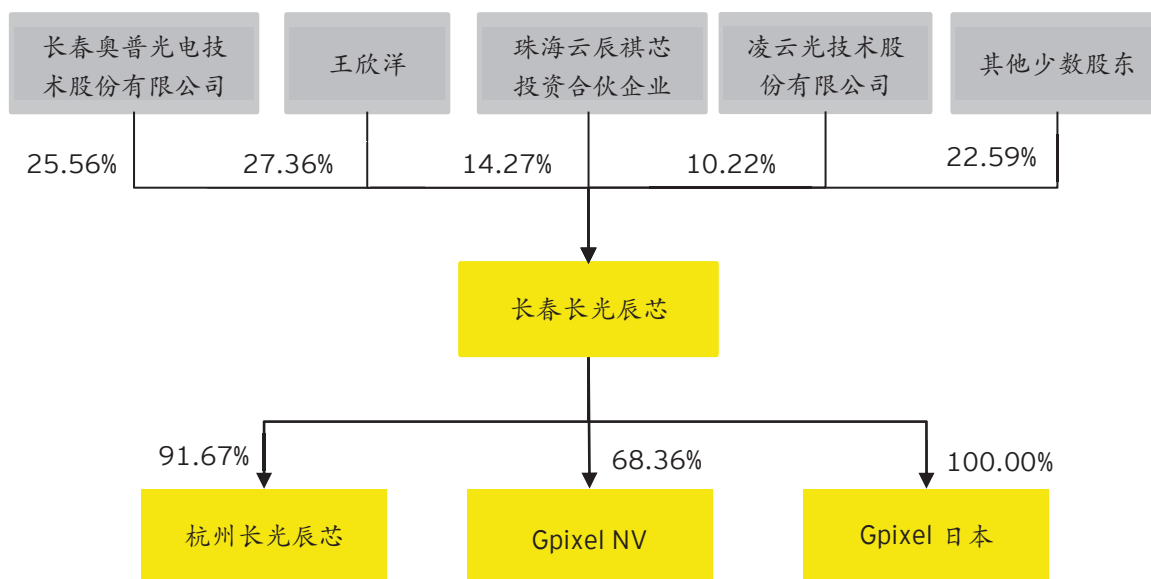 长春奥普光电技
术股份有限公司
王欣洋
珠海云辰祺芯
投资合伙企业
凌云光技术股
份有限公司
其他少数股东
25.56%
27.36%
14.27%
10.22%
22.59%
长春长光辰芯
91.67%
68.36%
100.00%
杭州长光辰芯
Gpixel NV
Gpixel 日本